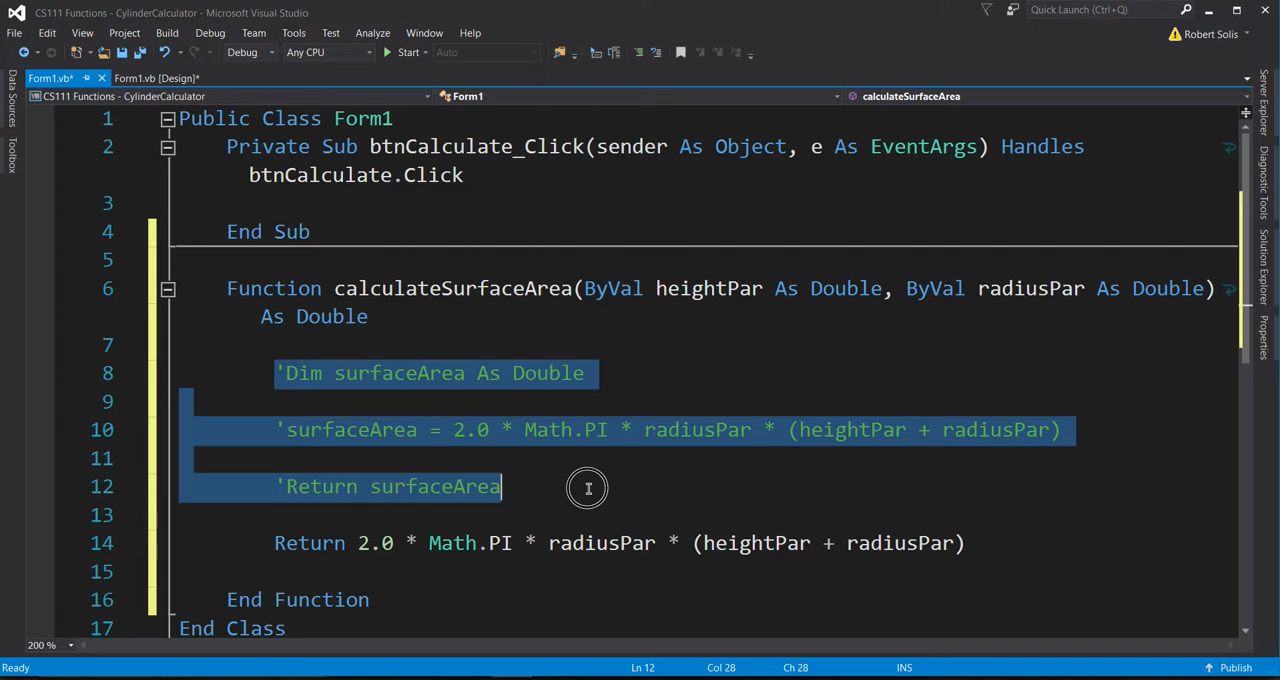 CS111 Functions - CylinderCalculator - Microsoft Visual Studio
Quick Launch (Ctrl+Q)
File Edit View Project Build Debug Team Tools Test Analyze Window Help
Robert Solis
Debug Any CPU Start Auto
Form1.vb* Form1.vb [Design]*
CS111 Functions - CylinderCalculator Form1 calculateSurfaceArea
Data Sources
Toolbox
Server Explorer
Diagnostic Tools
Solution Explorer
Properties
1 Public Class Form1
2 Private Sub btnCalculate_Click(sender As Object, e As EventArgs) Handles
btnCalculate.Click
3
4 End Sub
5
6 Function calculateSurfaceArea(ByVal heightPar As Double, ByVal radiusPar As Double)
As Double
7
8 'Dim surfaceArea As Double
9
10 'surfaceArea = 2.0 * Math.PI * radiusPar * (heightPar + radiusPar)
11
12 'Return surfaceArea
13
14 Return 2.0 * Math.PI * radiusPar * (heightPar + radiusPar)
15
16 End Function
17 End Class
200 %
Ready Ln 12 Col 28 Ch 28 INS Publish